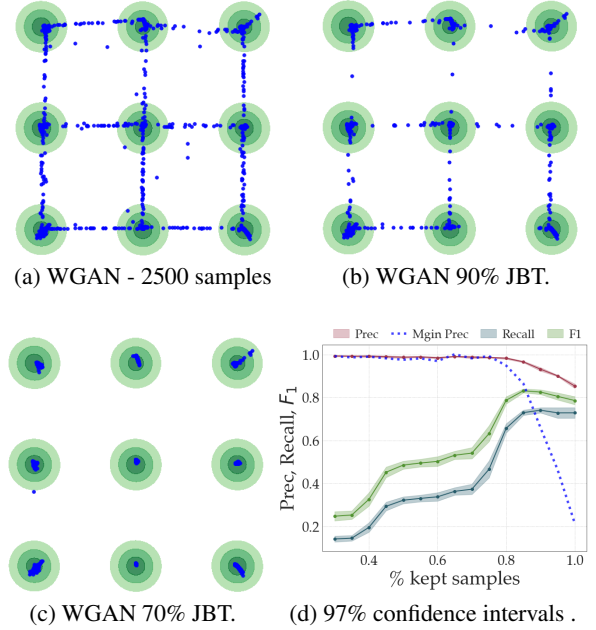 (a) WGAN - 2500 samples
(b) WGAN 90% JBT.
Prec Mgin Prec Recall F1
Prec, Recall, F₁
1.0
0.8
0.6
0.4
0.2
0.4 0.6 0.8 1.0
% kept samples
(c) WGAN 70% JBT.
(d) 97% confidence intervals .